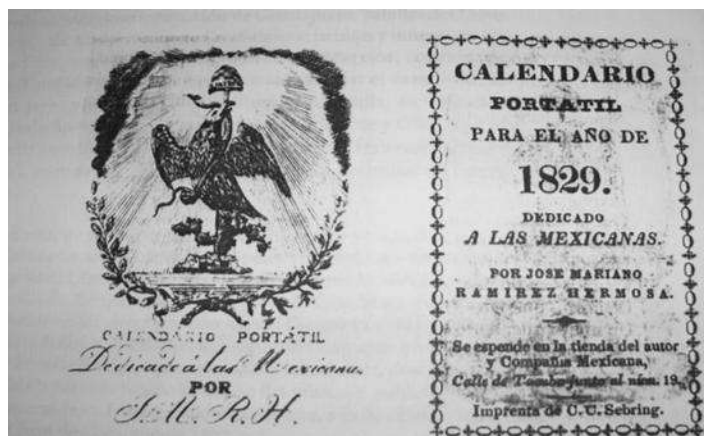 CALENDARIO PORTÁTIL
Dedicado á las Mexicanas.
POR
J. M. R. H.
CALENDARIO
PORTATIL
PARA EL AÑO DE
1829.
DEDICADO
A LAS MEXICANAS.
POR JOSE MARIANO
RAMIREZ HERMOSA.
Se espende en la tienda del autor
y Compañia Mexicana,
Calle de Tacuba junto al núm. 19.
Imprenta de C. C. Sebring.